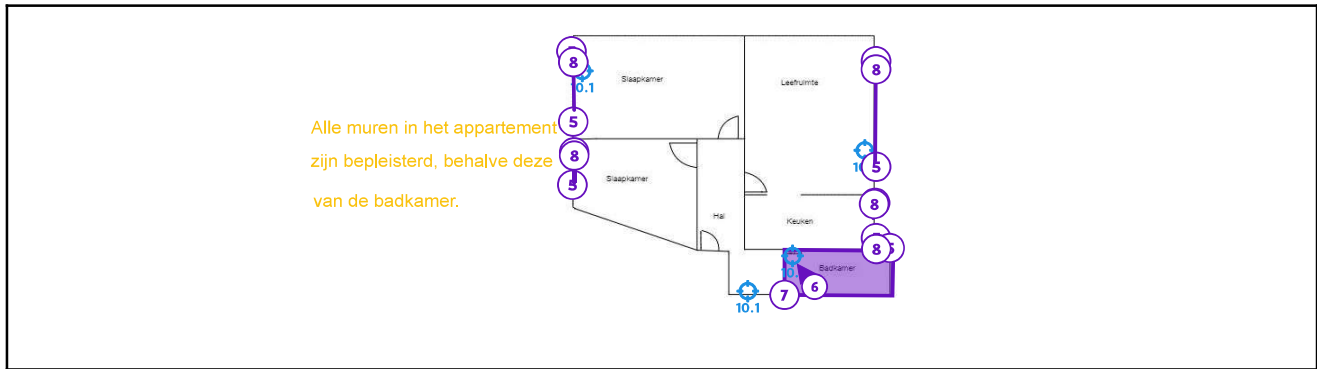 8
10.1
Slaapkamer
Leefruimte
8
Alle muren in het appartement
5
zijn bepleisterd, behalve deze
8
5
5
Slaapkamer
van de badkamer.
8
Hal
Keuken
8
Badkamer
7
6
10.1